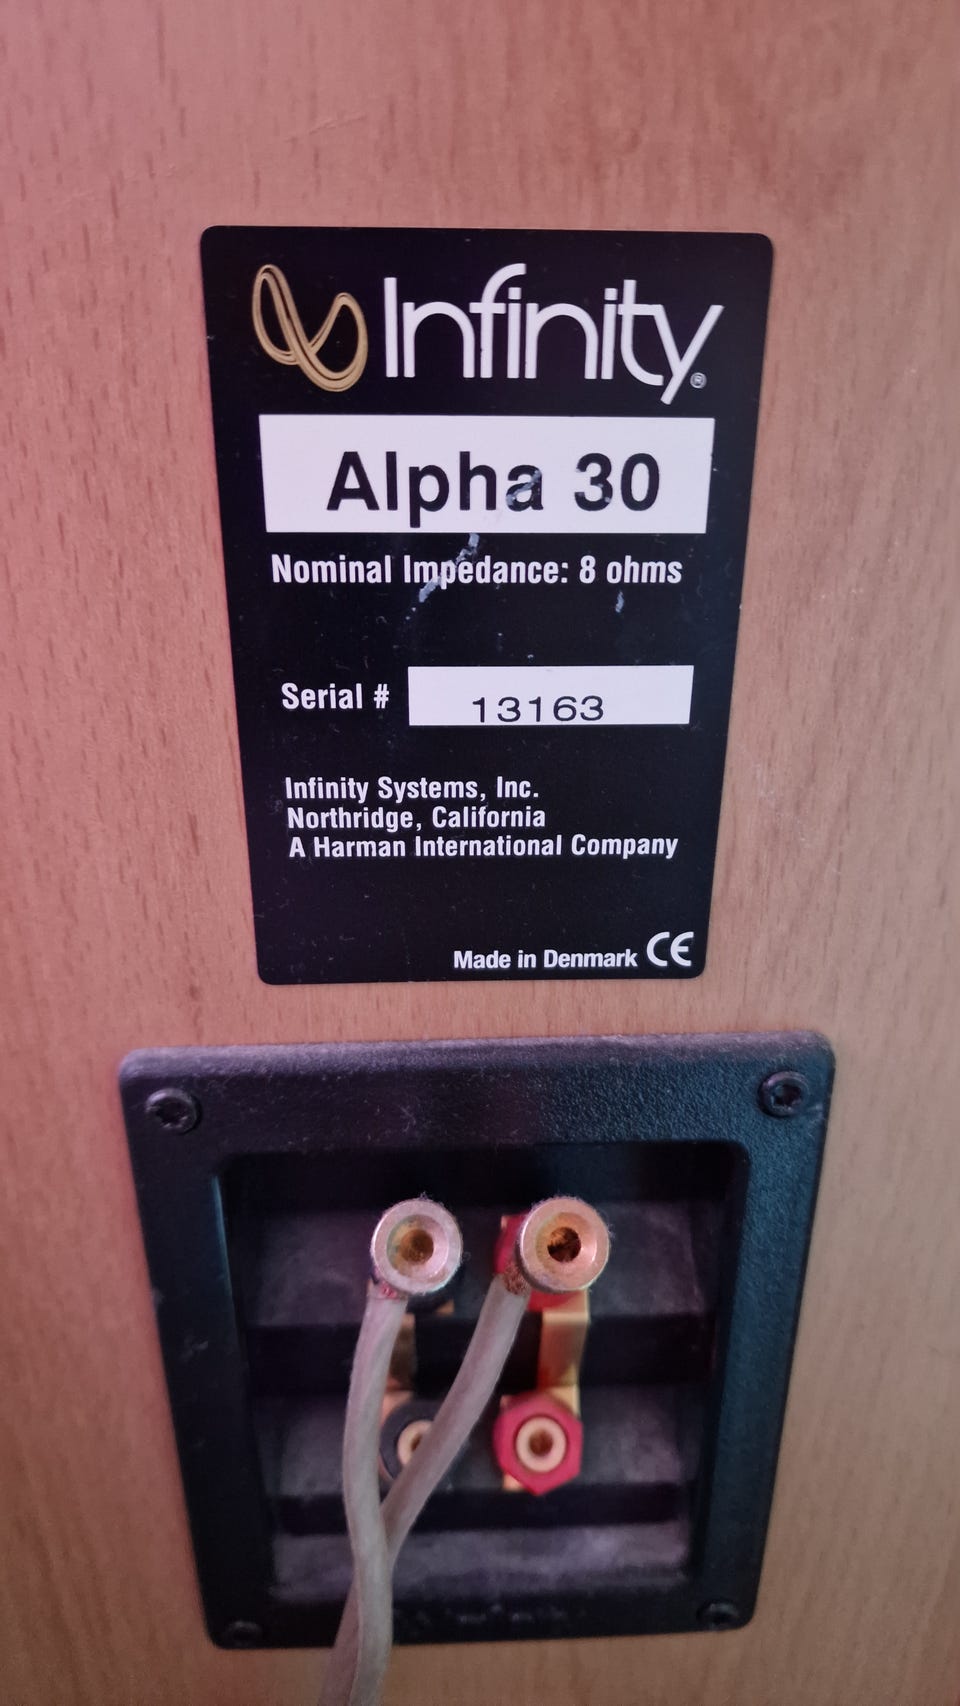 Infinity®
Alpha 30
Nominal Impedance: 8 ohms
Serial # 13163
Infinity Systems, Inc.
Northridge, California
A Harman International Company
Made in Denmark CE